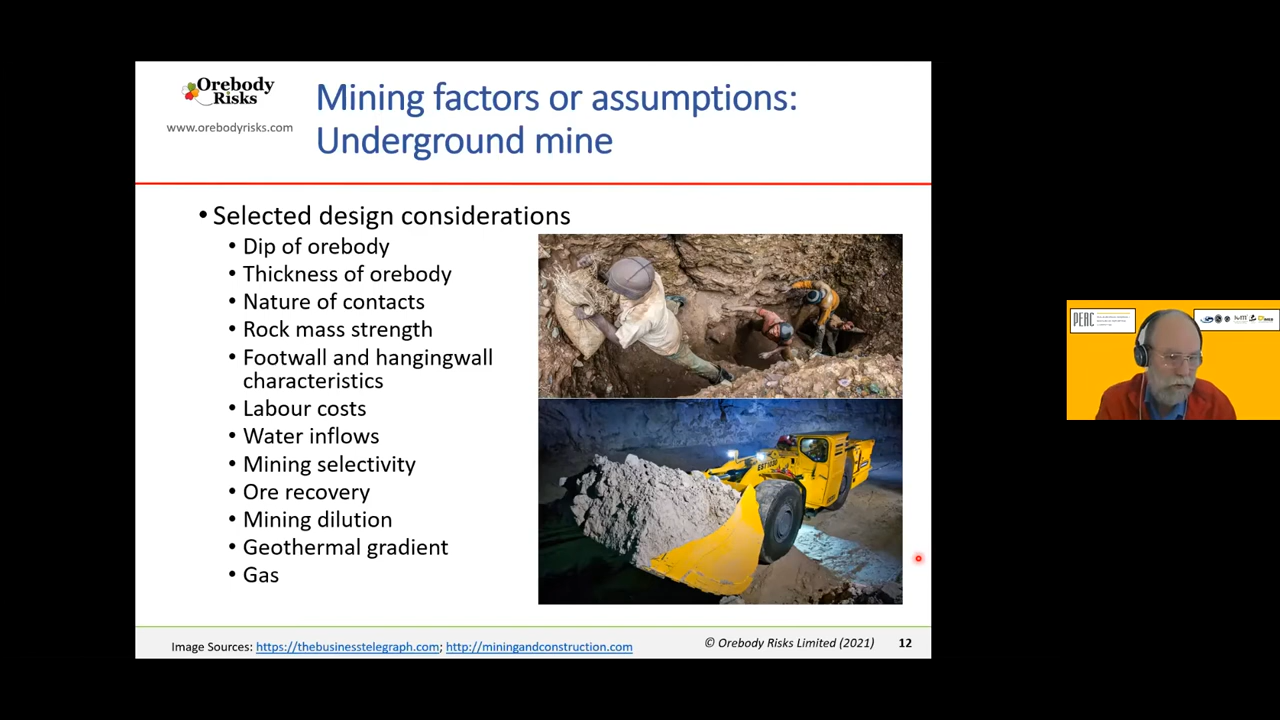 Orebody
Risks
www.orebodyrisks.com
Mining factors or assumptions:
Underground mine
• Selected design considerations
• Dip of orebody
• Thickness of orebody
• Nature of contacts
• Rock mass strength
• Footwall and hangingwall
characteristics
• Labour costs
• Water inflows
• Mining selectivity
• Ore recovery
• Mining dilution
• Geothermal gradient
• Gas
Image Sources: https://thebusinesstelegraph.com; http://miningandconstruction.com
© Orebody Risks Limited (2021)
12
PERC